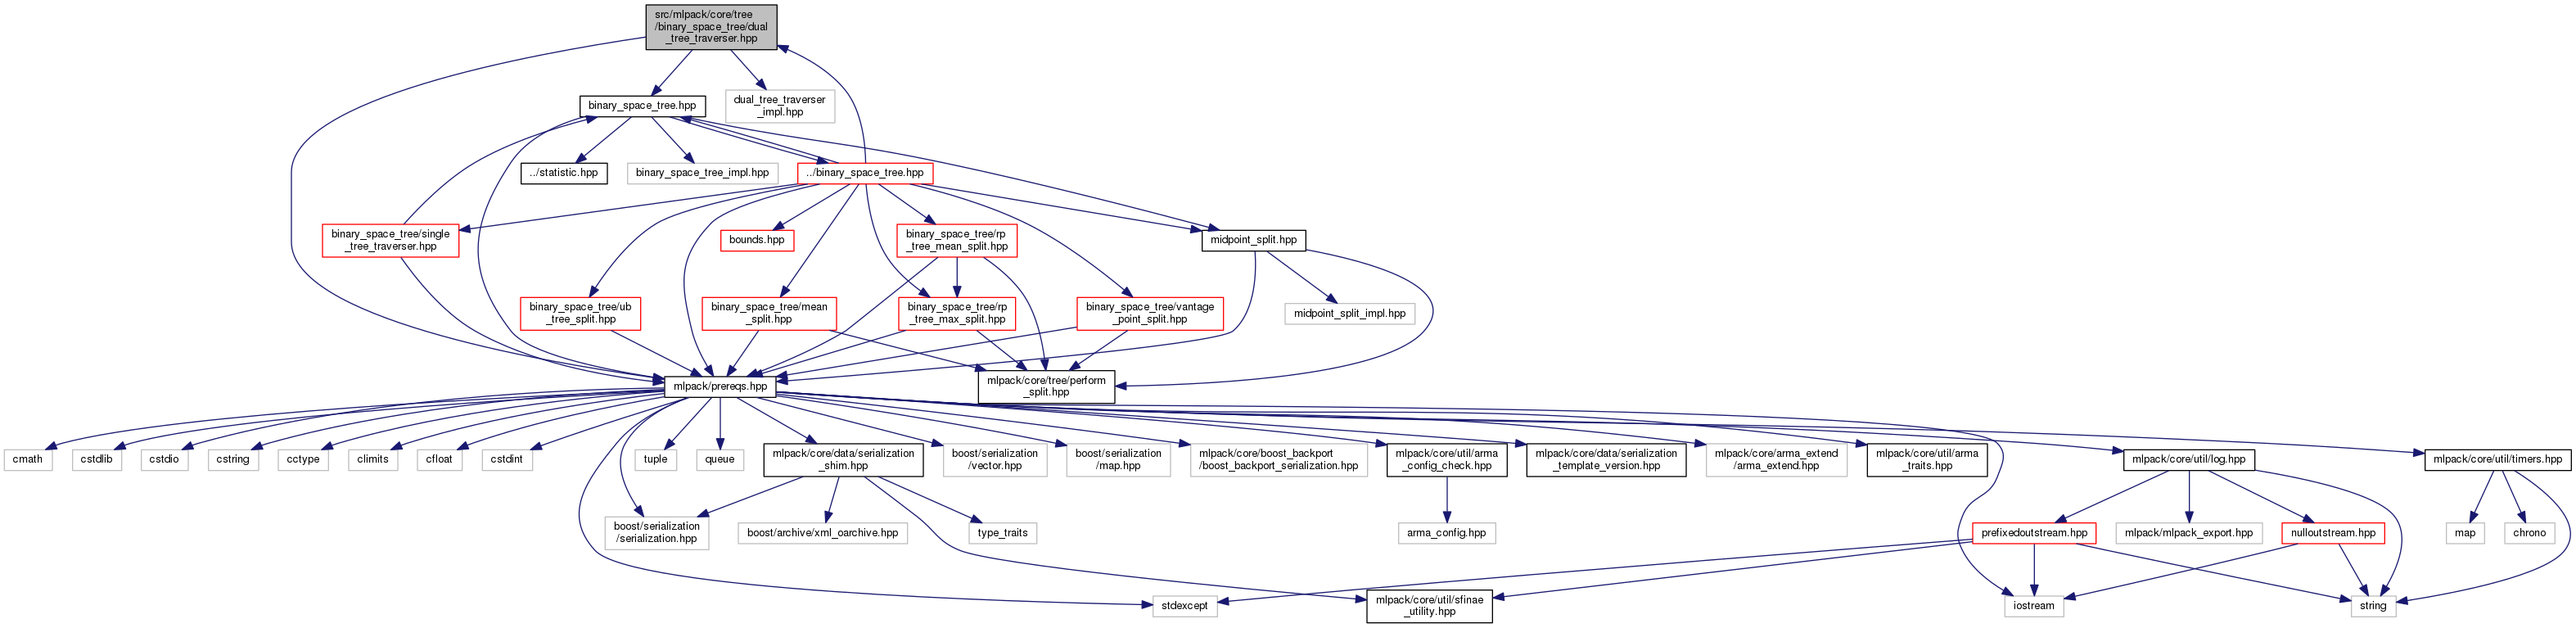 src/mlpack/core/tree
/binary_space_tree/dual
_tree_traverser.hpp
binary_space_tree.hpp
dual_tree_traverser
_impl.hpp
../statistic.hpp
binary_space_tree_impl.hpp
../binary_space_tree.hpp
binary_space_tree/single
_tree_traverser.hpp
bounds.hpp
binary_space_tree/rp
_tree_mean_split.hpp
midpoint_split.hpp
binary_space_tree/ub
_tree_split.hpp
binary_space_tree/mean
_split.hpp
binary_space_tree/rp
_tree_max_split.hpp
binary_space_tree/vantage
_point_split.hpp
midpoint_split_impl.hpp
mlpack/prereqs.hpp
mlpack/core/tree/perform
_split.hpp
cmath
cstdlib
cstdio
cstring
cctype
climits
cfloat
cstdint
tuple
queue
mlpack/core/data/serialization
_shim.hpp
boost/serialization
/vector.hpp
boost/serialization
/map.hpp
mlpack/core/boost_backport
/boost_backport_serialization.hpp
mlpack/core/util/arma
_config_check.hpp
mlpack/core/data/serialization
_template_version.hpp
mlpack/core/arma_extend
/arma_extend.hpp
mlpack/core/util/arma
_traits.hpp
mlpack/core/util/log.hpp
mlpack/core/util/timers.hpp
boost/serialization
/serialization.hpp
boost/archive/xml_oarchive.hpp
type_traits
arma_config.hpp
prefixedoutstream.hpp
mlpack/mlpack_export.hpp
nulloutstream.hpp
map
chrono
stdexcept
mlpack/core/util/sfinae
_utility.hpp
iostream
string